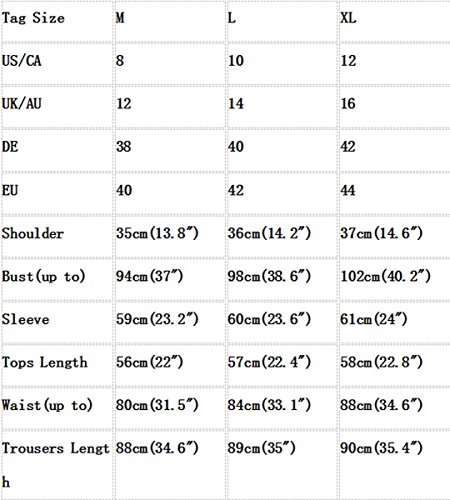 Tag Size M L XL
US/CA 8 10 12
UK/AU 12 14 16
DE 38 40 42
EU 40 42 44
Shoulder 35cm(13.8") 36cm(14.2") 37cm(14.6")
Bust(up to) 94cm(37") 98cm(38.6") 102cm(40.2")
Sleeve 59cm(23.2") 60cm(23.6") 61cm(24")
Tops Length 56cm(22") 57cm(22.4") 58cm(22.8")
Waist(up to) 80cm(31.5") 84cm(33.1") 88cm(34.6")
Trousers Lengt 88cm(34.6") 89cm(35") 90cm(35.4")
h